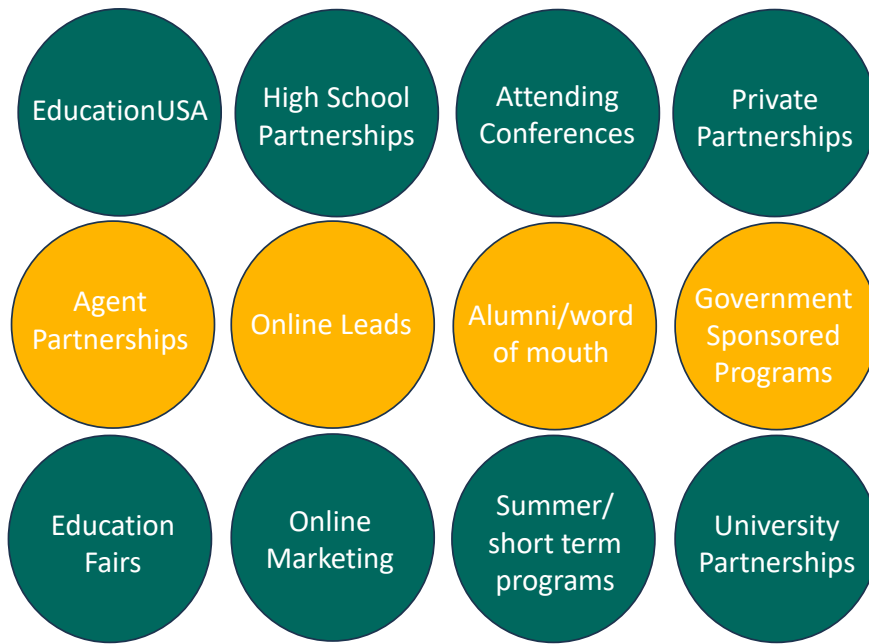 EducationUSA
High School
Partnerships
Attending
Conferences
Private
Partnerships
Agent
Partnerships
Online Leads
Alumni/word
of mouth
Government
Sponsored
Programs
Education
Fairs
Online
Marketing
Summer/
short term
programs
University
Partnerships